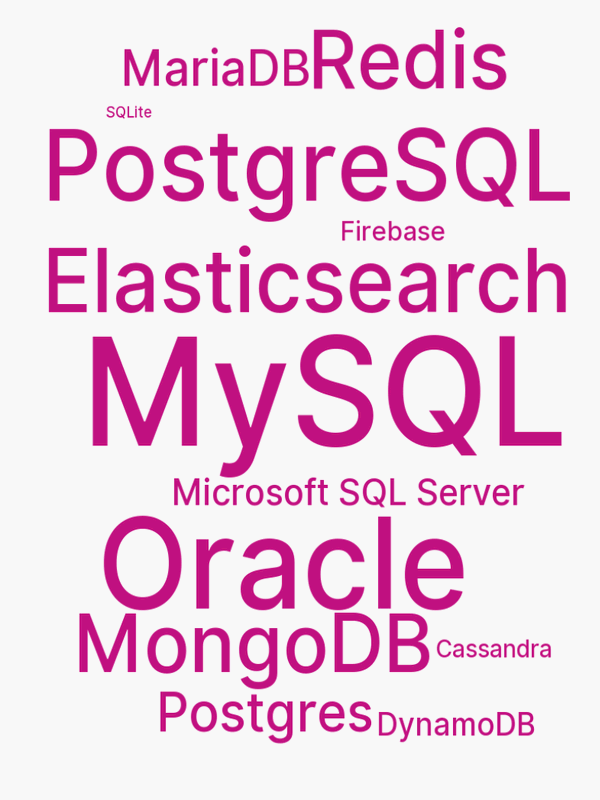 MariaDB Redis
SQLite
PostgreSQL
Firebase
Elasticsearch
MySQL
Microsoft SQL Server
Oracle
MongoDB Cassandra
Postgres DynamoDB